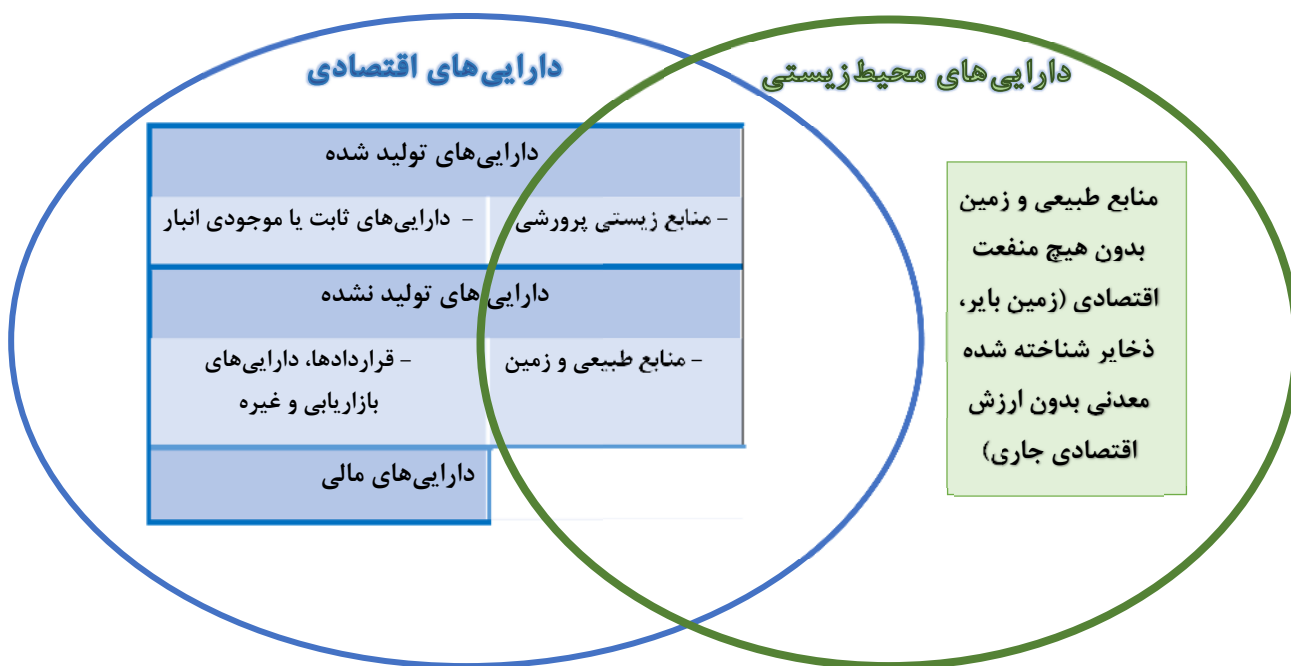 دارایی‌های محیط‌زیستی
دارایی‌های اقتصادی
دارایی‌های تولید شده
- منابع زیستی پرورشی
- دارایی‌های ثابت یا موجودی انبار
دارایی های تولید نشده
- منابع طبیعی و زمین
- قراردادها، دارایی‌های
بازاریابی و غیره
دارایی‌های مالی
منابع طبیعی و زمین
بدون هیچ منفعت
اقتصادی (زمین بایر،
ذخایر شناخته شده
معدنی بدون ارزش
اقتصادی جاری)